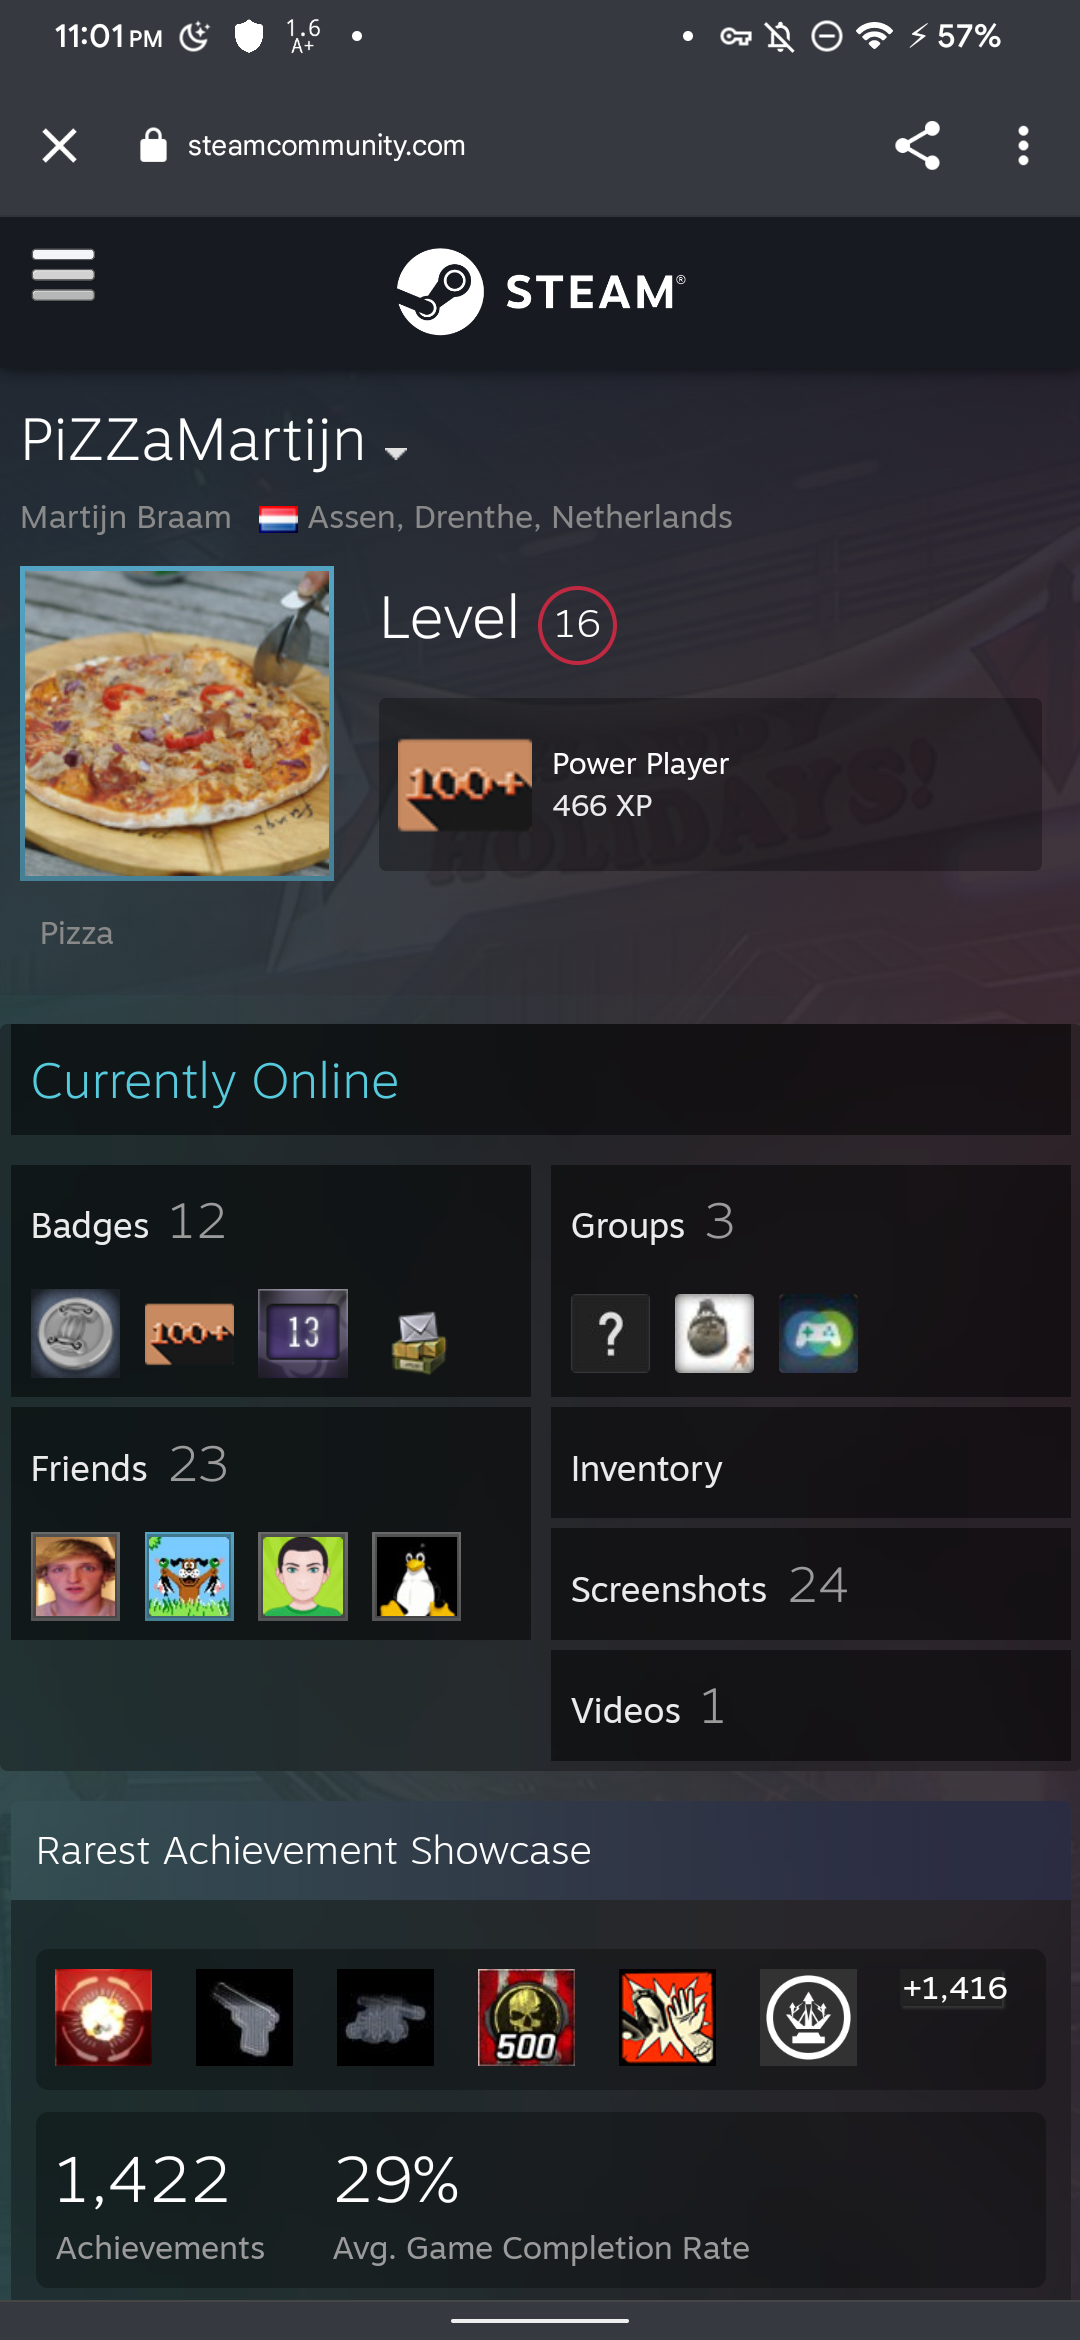 11:01 PM
1.6
A+
57%
steamcommunity.com
STEAM®
PiZZaMartijn
Martijn Braam Assen, Drenthe, Netherlands
Level 16
100+
Power Player
466 XP
HAPPY
HOLIDAYS!
Pizza
Currently Online
Badges 12
100+
13
Groups 3
?
Friends 23
Inventory
Screenshots 24
Videos 1
Rarest Achievement Showcase
500
+1,416
1,422
Achievements
29%
Avg. Game Completion Rate